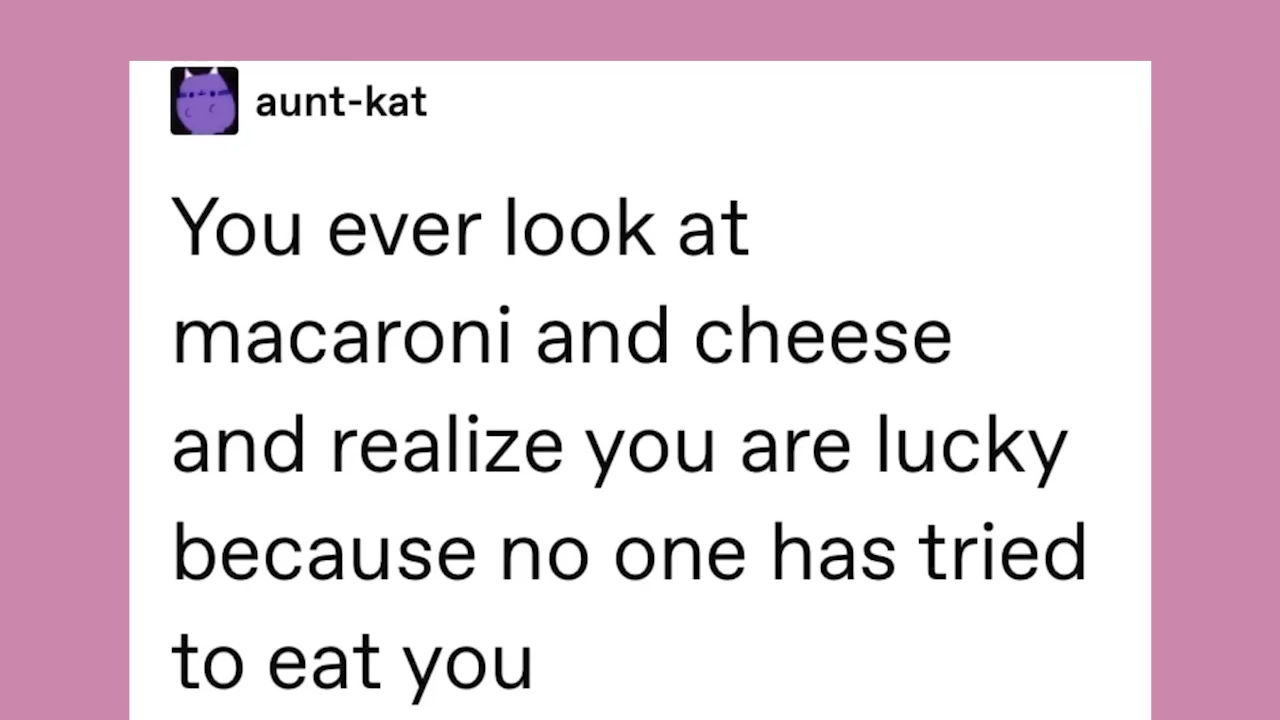 aunt-kat
You ever look at
macaroni and cheese
and realize you are lucky
because no one has tried
to eat you